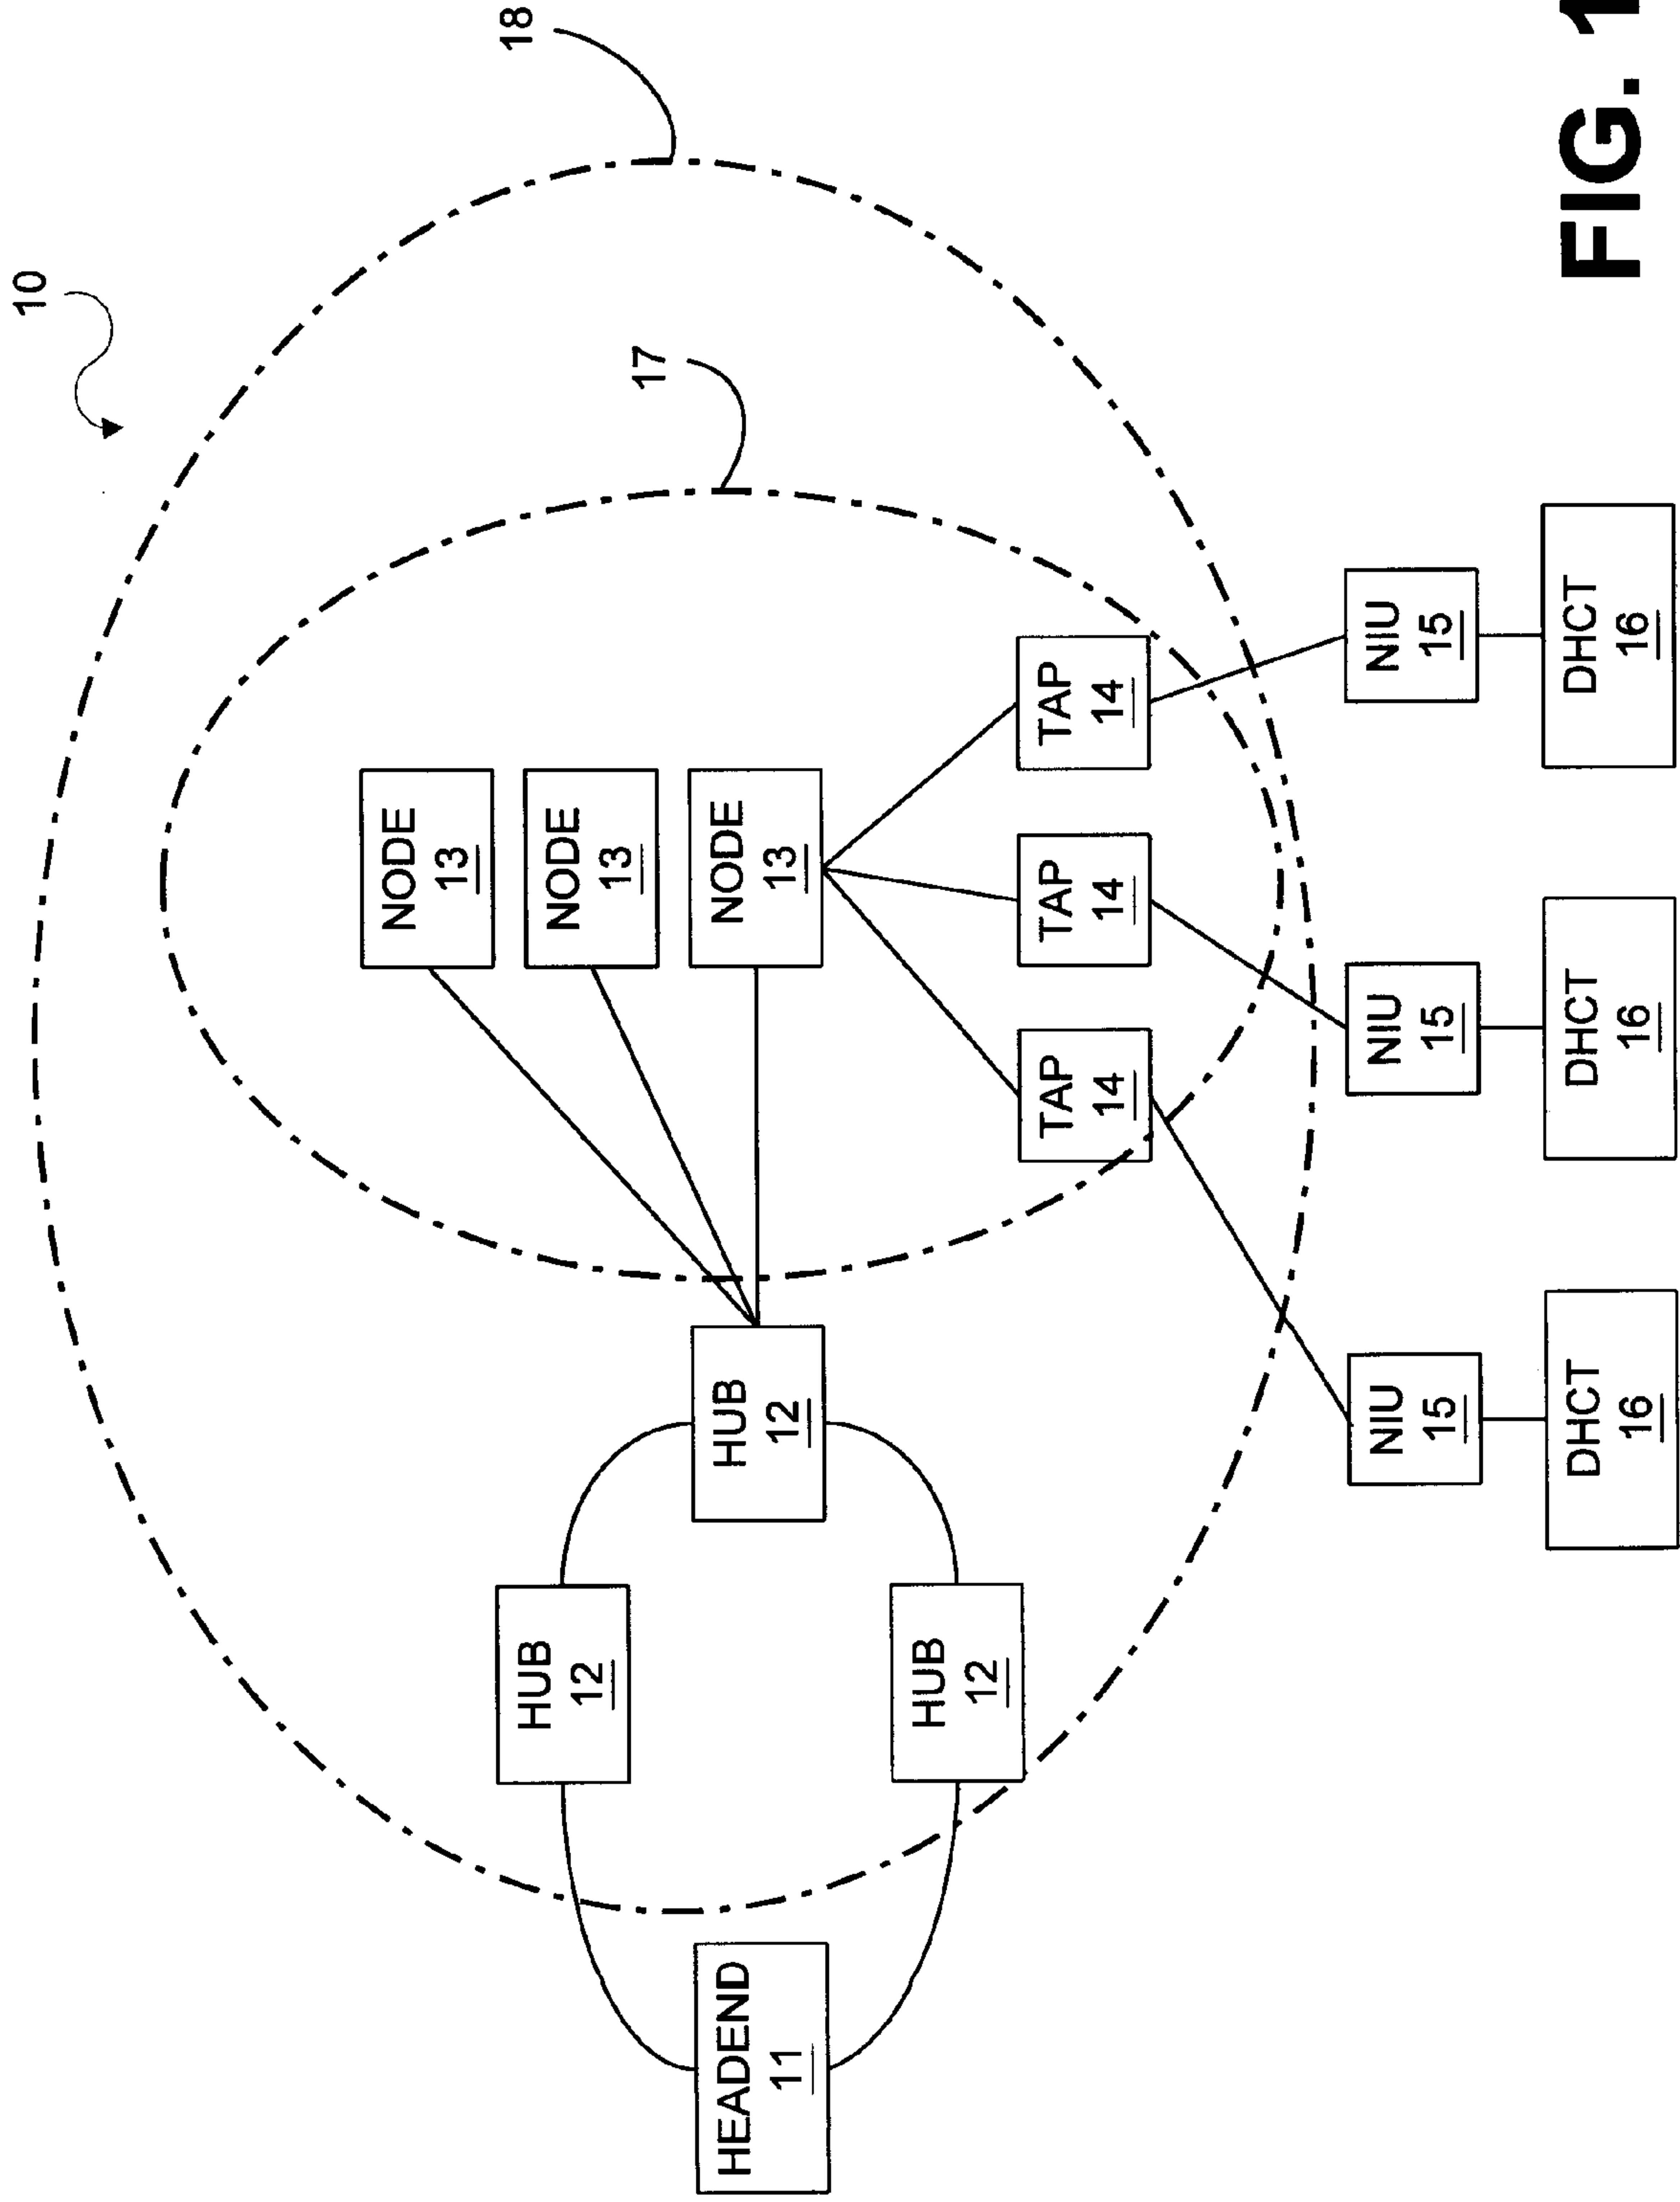 10
18
17
HEADEND
11
HUB
12
HUB
12
HUB
12
NODE
13
NODE
13
NODE
13
TAP
14
TAP
14
TAP
14
NIU
15
NIU
15
NIU
15
DHCT
16
DHCT
16
DHCT
16
FIG. 1